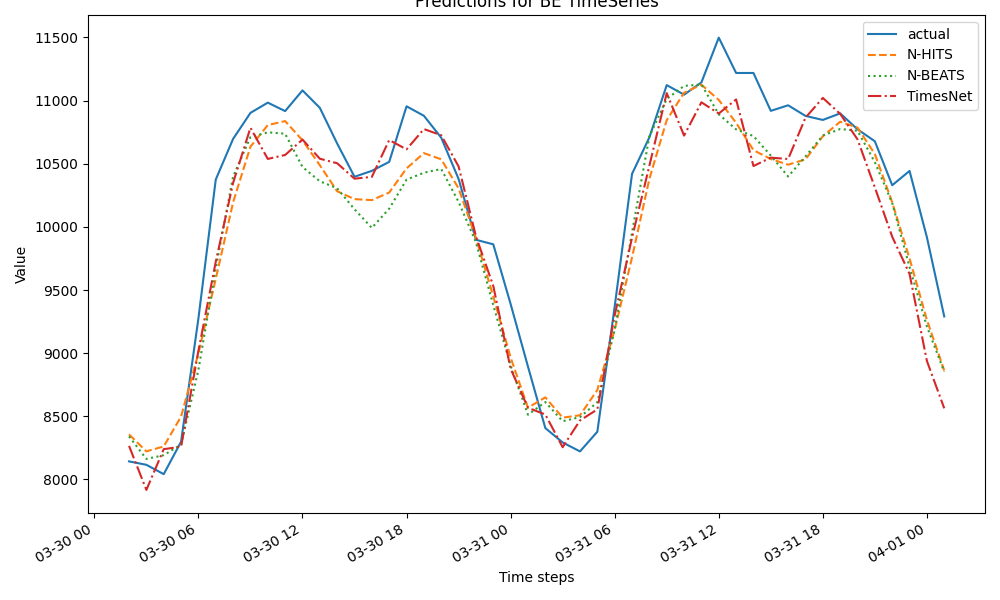 Predictions for BE TimeSeries
11500
11000
10500
10000
9500
9000
8500
8000
Value
actual
N-HITS
N-BEATS
TimesNet
03-30 00
03-30 06
03-30 12
03-30 18
03-31 00
03-31 06
03-31 12
03-31 18
04-01 00
Time steps